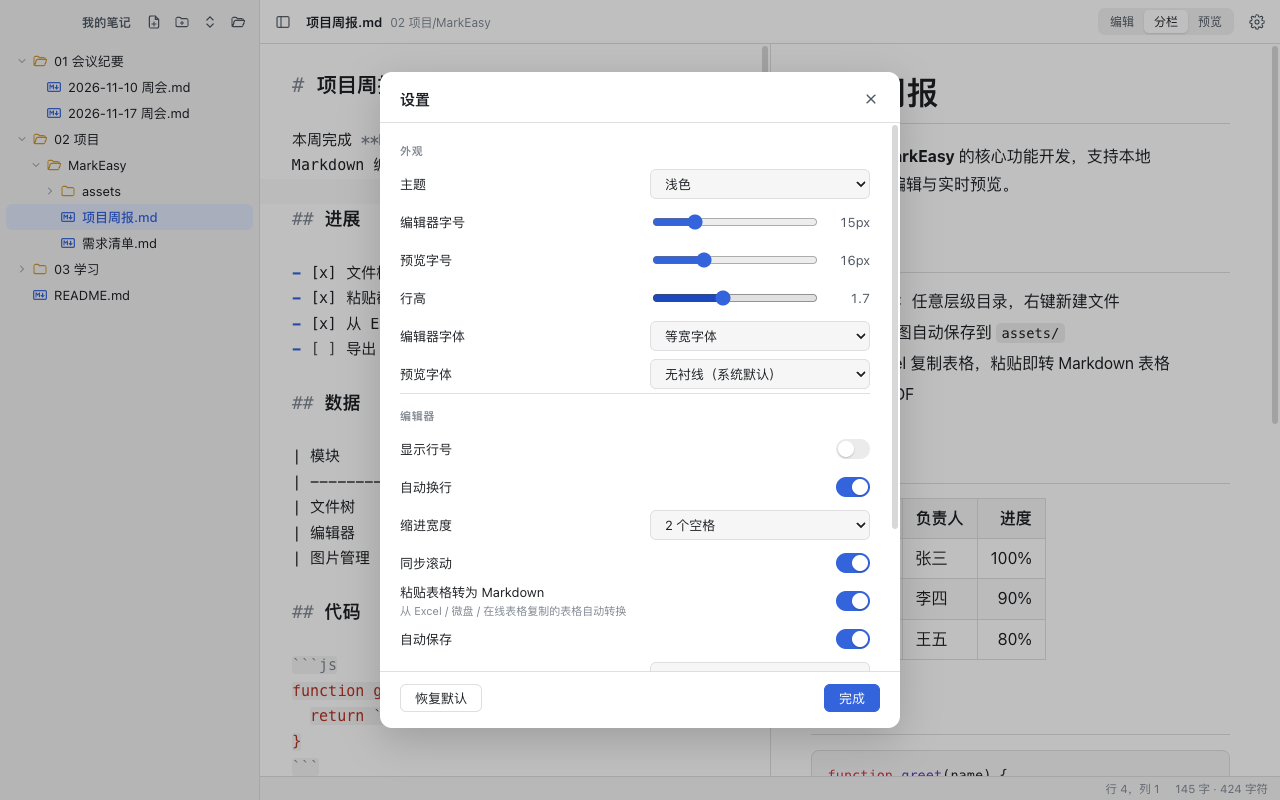 我的笔记
项目周报.md 02 项目/MarkEasy
编辑 分栏 预览
01 会议纪要
2026-11-10 周会.md
2026-11-17 周会.md
02 项目
MarkEasy
assets
项目周报.md
需求清单.md
03 学习
README.md
# 项目周
本周完成 **
Markdown
## 进展
- [x] 文件
- [x] 粘贴
- [x] 从 E
- [ ] 导出
## 数据
| 模块
| --------
| 文件树
| 编辑器
| 图片管理
## 代码
```js
function g
return `
}
```
设置
外观
主题 浅色
编辑器字号 15px
预览字号 16px
行高 1.7
编辑器字体 等宽字体
预览字体 无衬线（系统默认）
编辑器
显示行号
自动换行
缩进宽度 2 个空格
同步滚动
粘贴表格转为 Markdown
从 Excel / 微盘 / 在线表格复制的表格自动转换
自动保存
恢复默认 完成
报
arkEasy 的核心功能开发，支持本地
编辑与实时预览。
：任意层级目录，右键新建文件
图自动保存到 assets/
el 复制表格，粘贴即转 Markdown 表格
DF
负责人 进度
张三 100%
李四 90%
王五 80%
function greet(name) {
行 4，列 1 145 字 · 424 字符